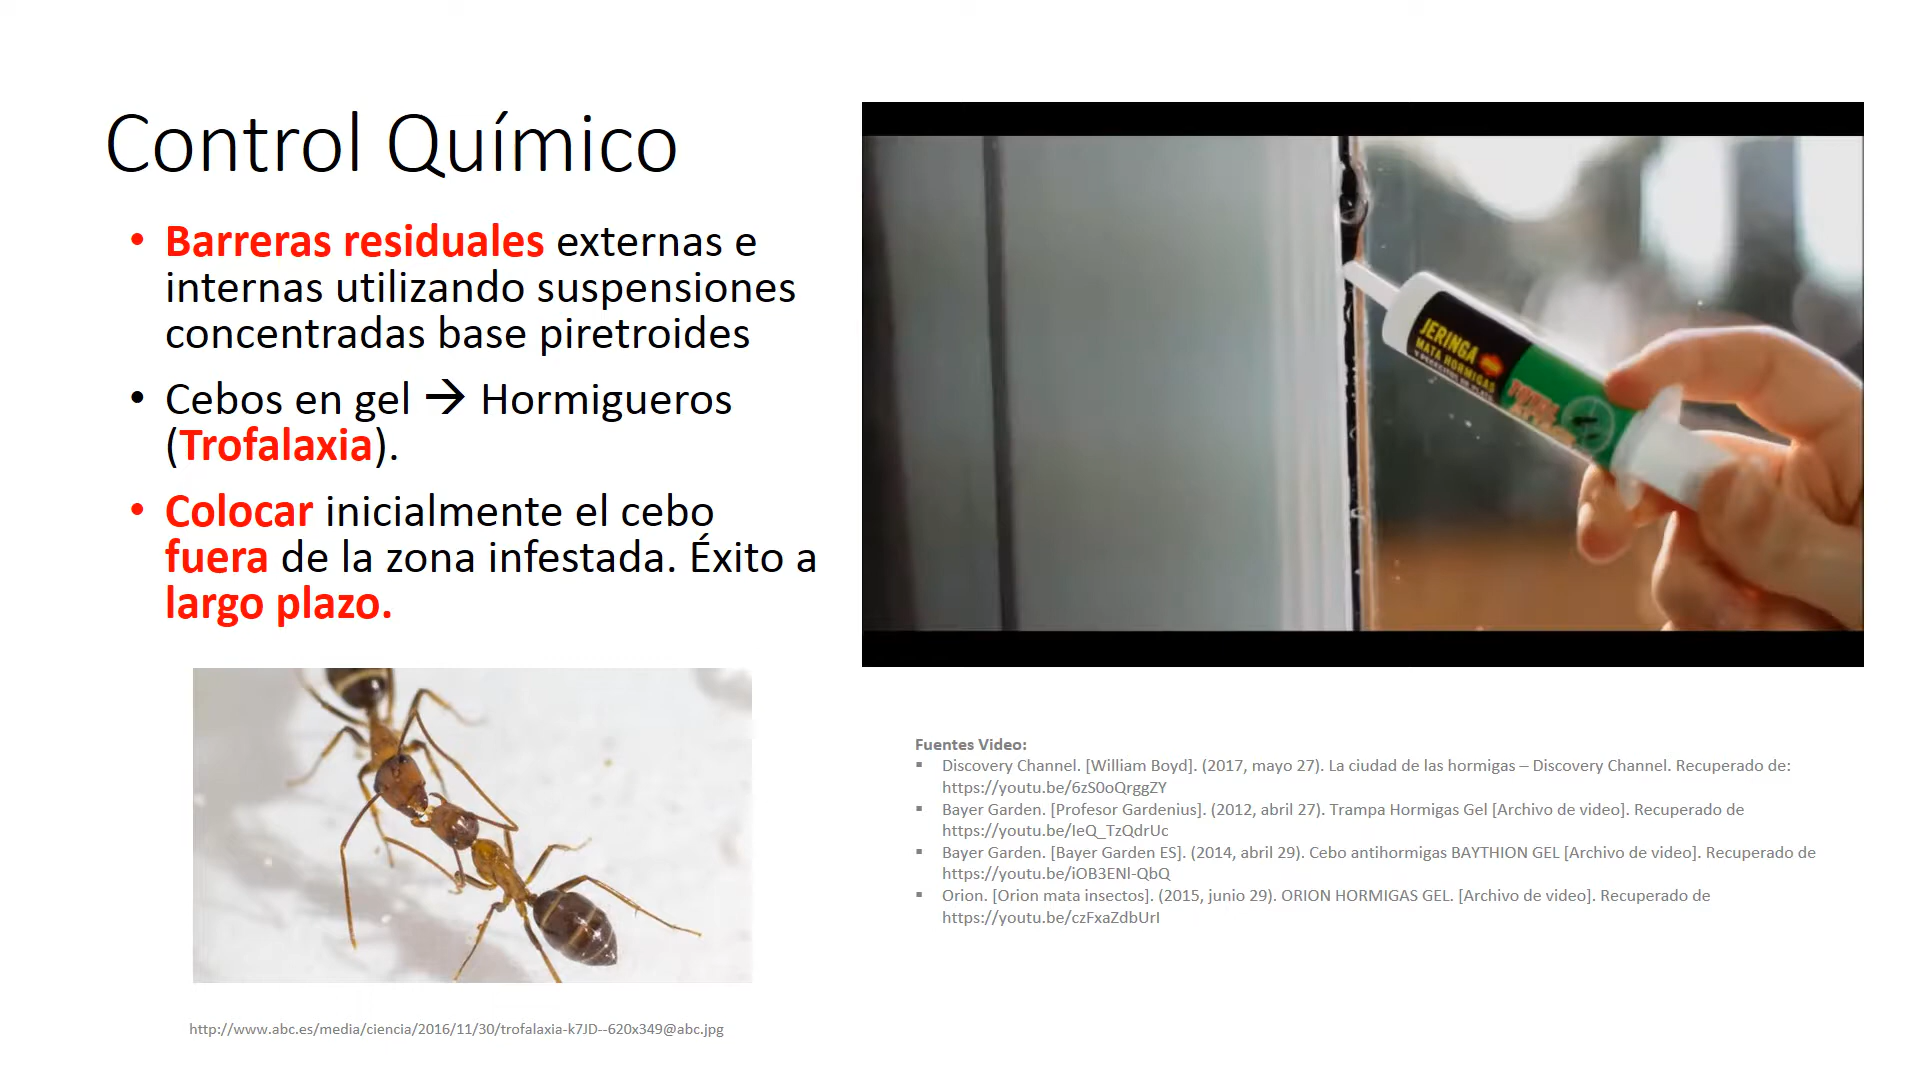 Control Químico
• Barreras residuales externas e
internas utilizando suspensiones
concentradas base piretroides
• Cebos en gel → Hormigueros
(Trofalaxia).
• Colocar inicialmente el cebo
fuera de la zona infestada. Éxito a
largo plazo.
http://www.abc.es/media/ciencia/2016/11/30/trofalaxia-k7JD--620x349@abc.jpg
JERINGA
MATA HORMIGAS
TOTAL
Fuentes Video:
▪ Discovery Channel. [William Boyd]. (2017, mayo 27). La ciudad de las hormigas – Discovery Channel. Recuperado de:
https://youtu.be/6zS0oQrggZY
▪ Bayer Garden. [Profesor Gardenius]. (2012, abril 27). Trampa Hormigas Gel [Archivo de video]. Recuperado de
https://youtu.be/IeQ_TzQdrUc
▪ Bayer Garden. [Bayer Garden ES]. (2014, abril 29). Cebo antihormigas BAYTHION GEL [Archivo de video]. Recuperado de
https://youtu.be/iOB3ENl-QbQ
▪ Orion. [Orion mata insectos]. (2015, junio 29). ORION HORMIGAS GEL. [Archivo de video]. Recuperado de
https://youtu.be/czFxaZdbUrI